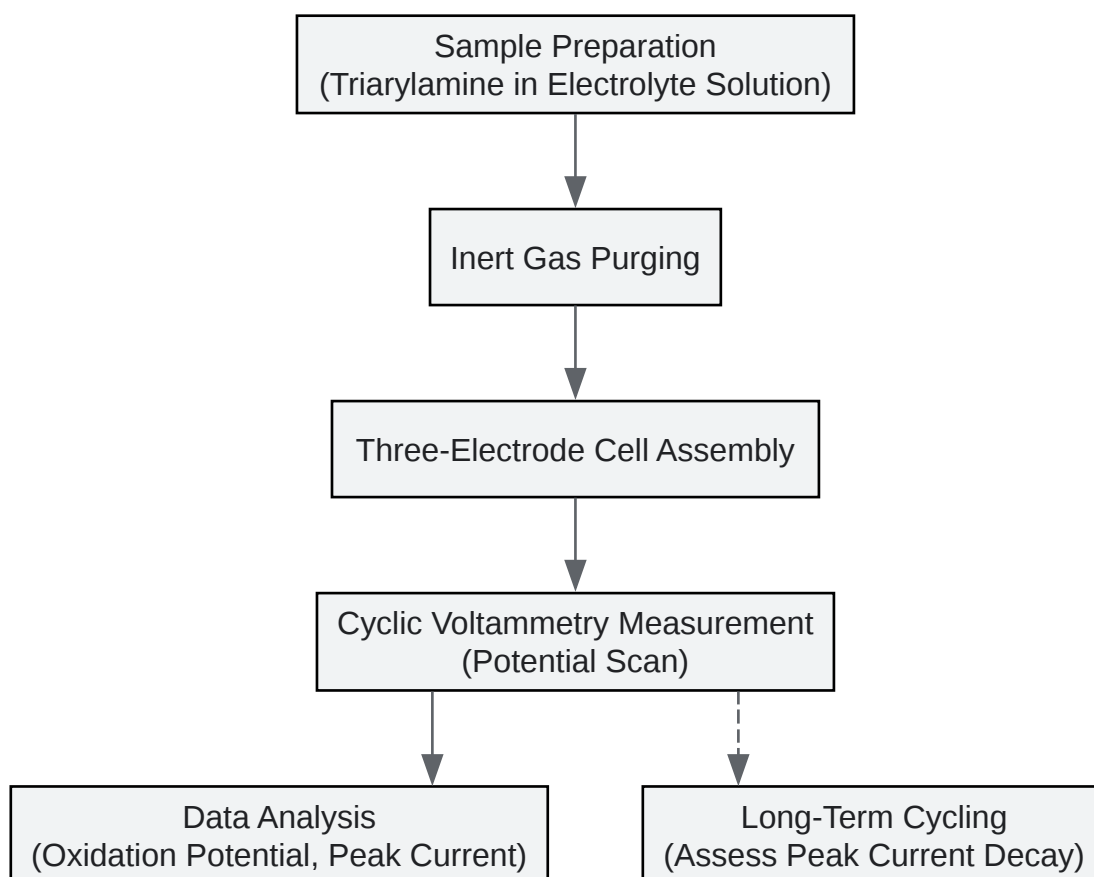 Sample Preparation
(Triarylamine in Electrolyte Solution)
Inert Gas Purging
Three-Electrode Cell Assembly
Cyclic Voltammetry Measurement
(Potential Scan)
Data Analysis
(Oxidation Potential, Peak Current)
Long-Term Cycling
(Assess Peak Current Decay)